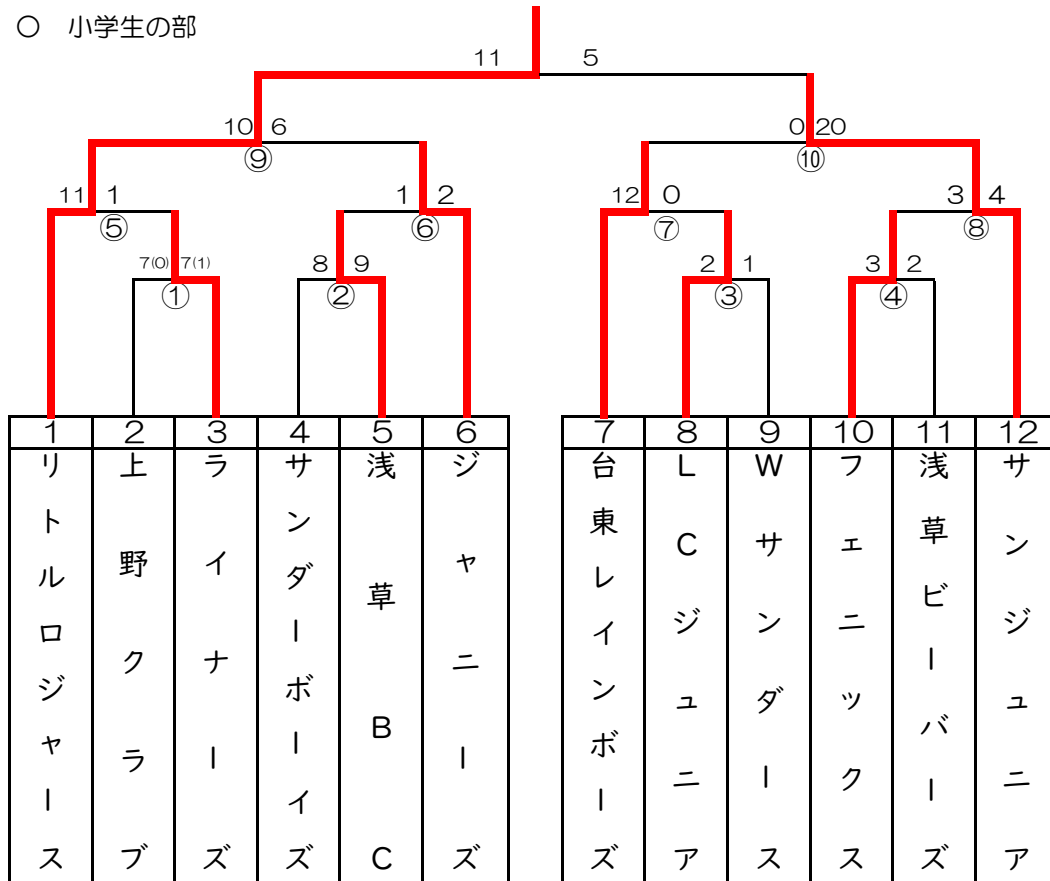 ○ 小学生の部
11 5
10 6
0 20
⑨
⑩
11 1
1 2
12 0
3 4
⑤
⑥
⑦
⑧
7(0) 7(1)
8 9
2 1
3 2
①
②
③
④
1 2 3 4 5 6 7 8 9 10 11 12
リトルロジャース
上野クラブ
ライナーズ
サンダーボーイズ
浅草BC
ジャニーズ
台東レインボーズ
LCジュニア
Wサンダース
フェニックス
浅草ビーバーズ
サンジュニア